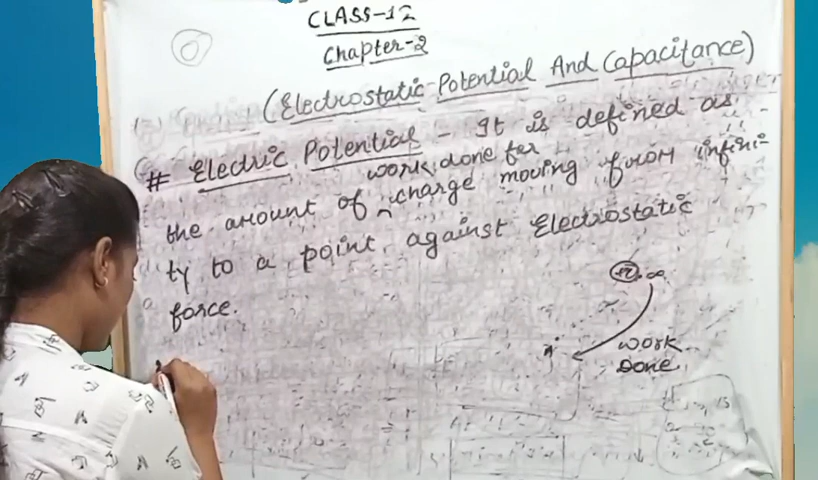 CLASS-12
Chapter-2
(Electrostatic Potential And Capacitance)
# Electric Potential - It is defined as
the amount of work done for charge moving from infini-
ty to a point against Electrostatic
force.
∞
work
Done